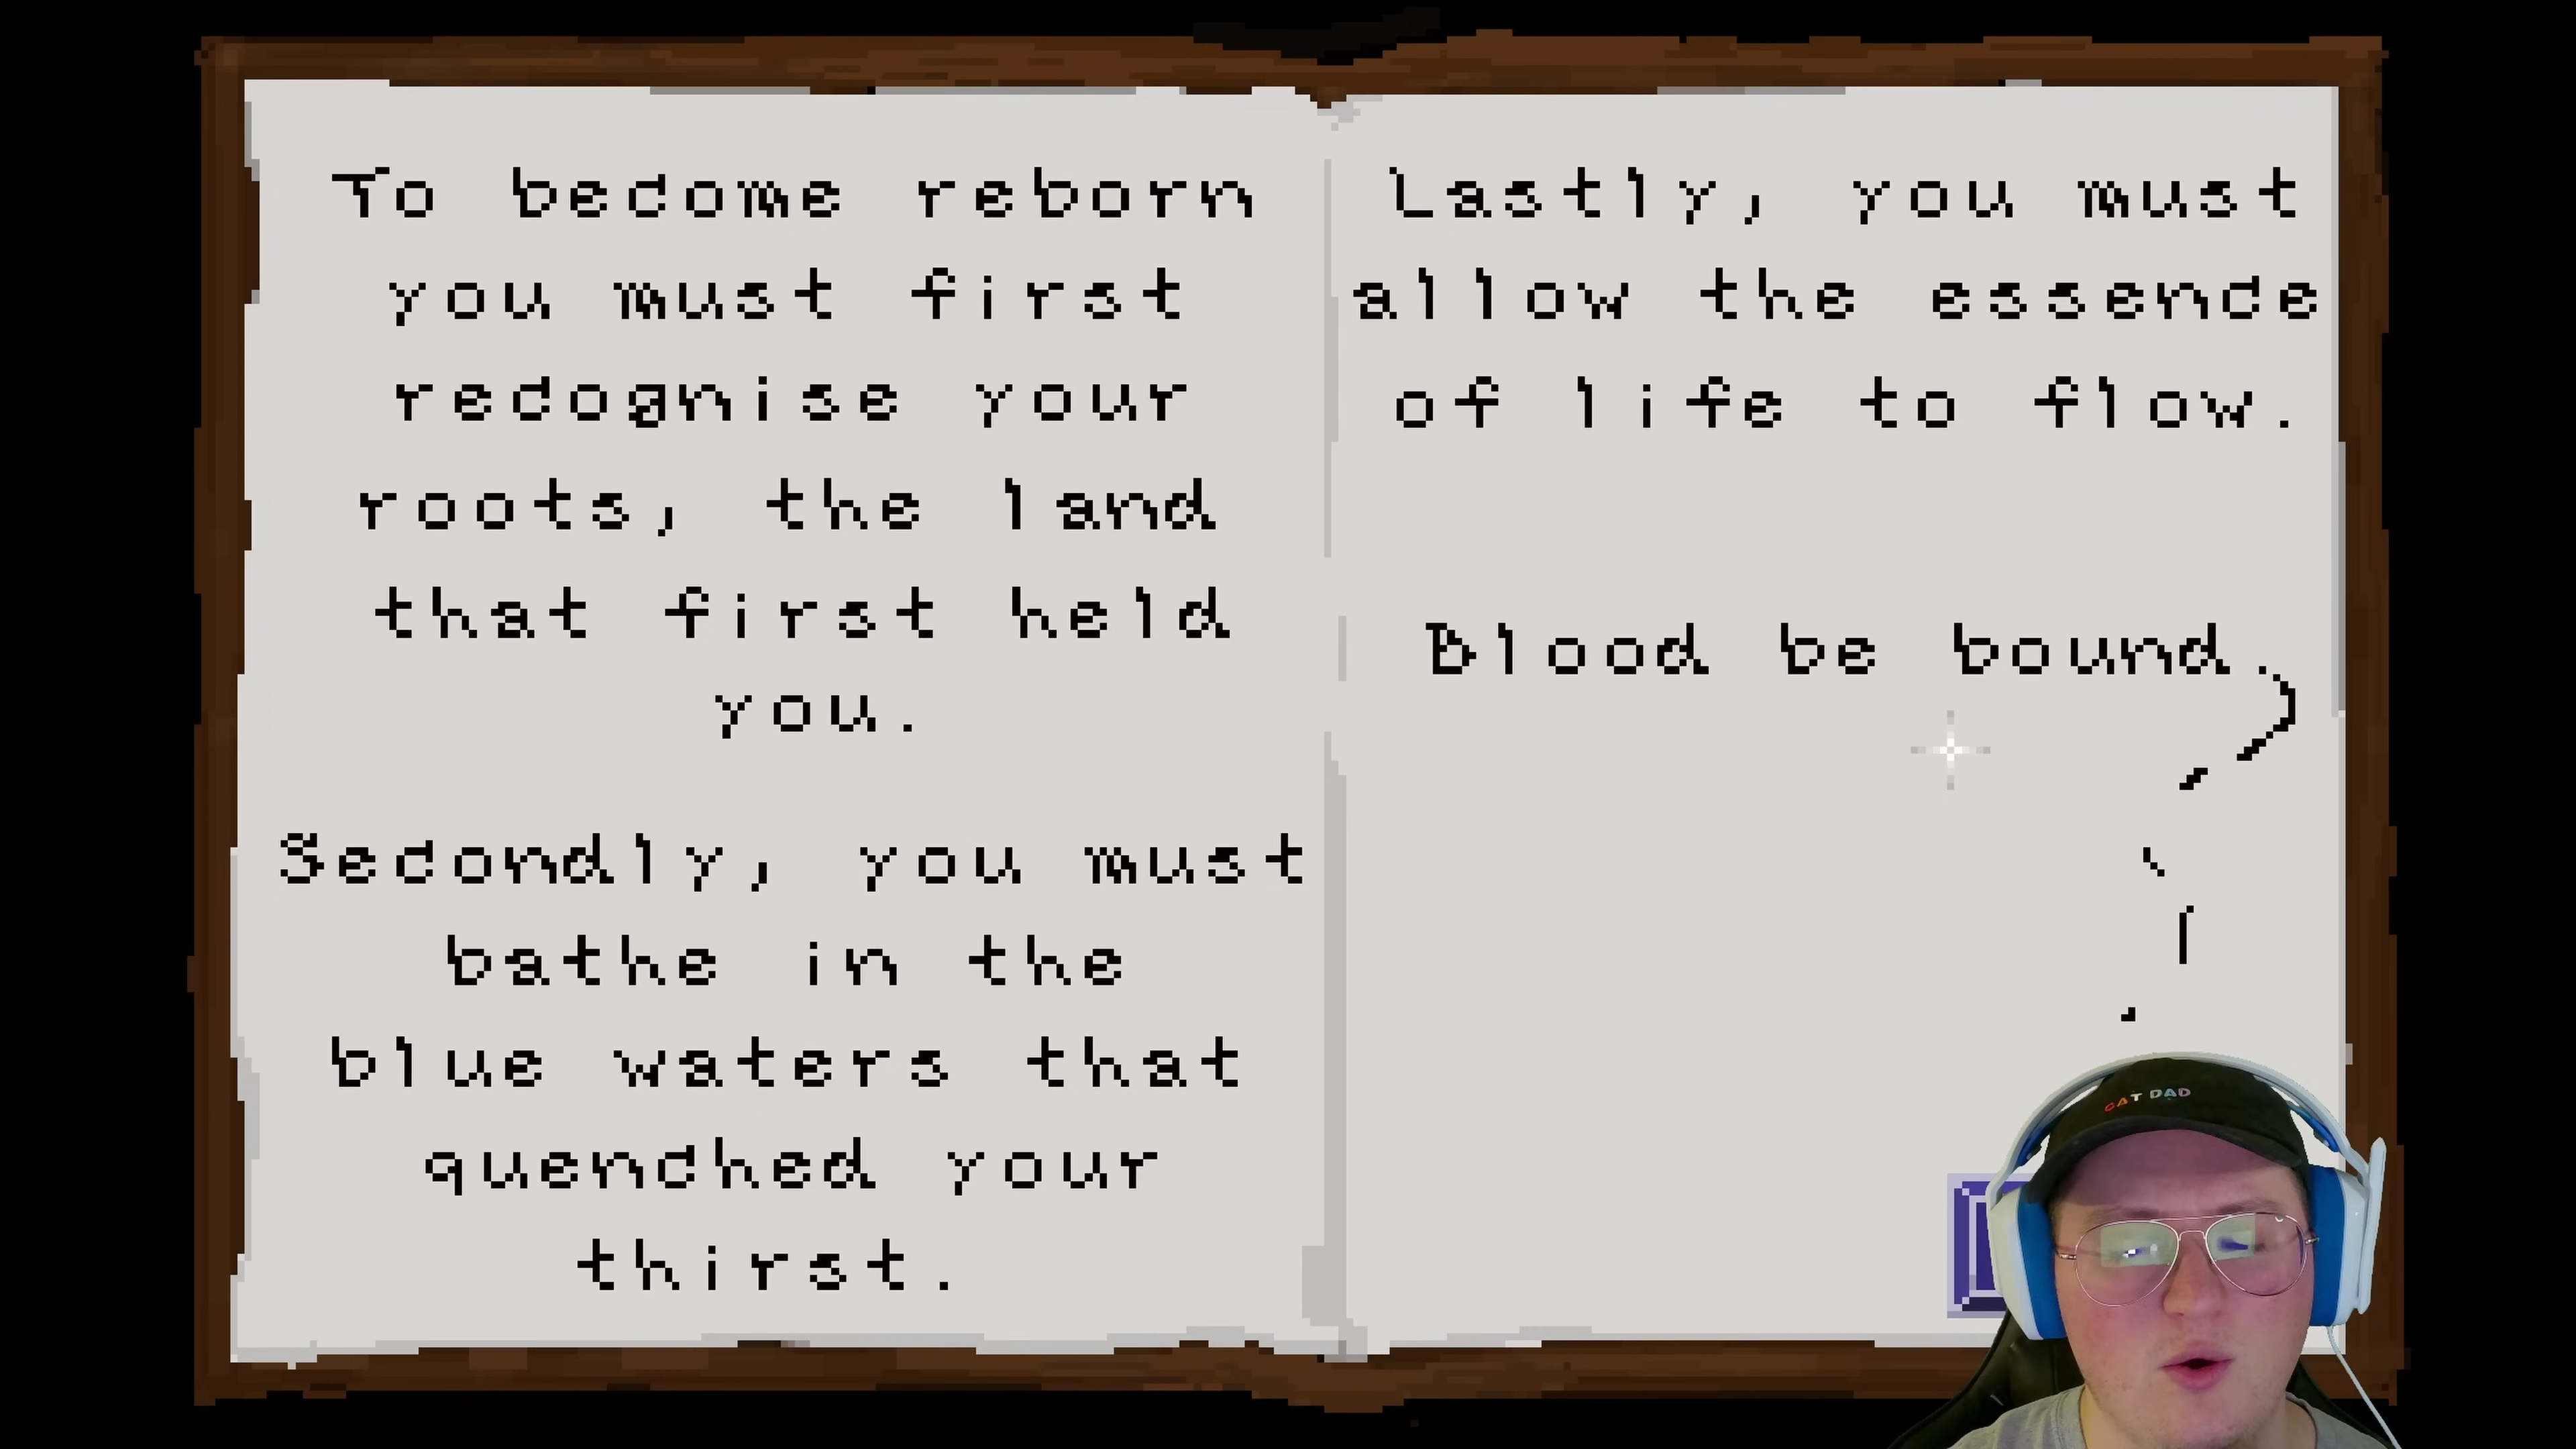 To become reborn
you must first
recognise your
roots, the land
that first held
you.
Secondly, you must
bathe in the
blue waters that
quenched your
thirst.
Lastly, you must
allow the essence
of life to flow.
Blood be bound.
CAT DAD